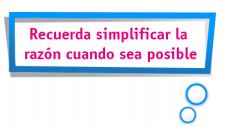 Recuerda simplificar la
razón cuando sea posible